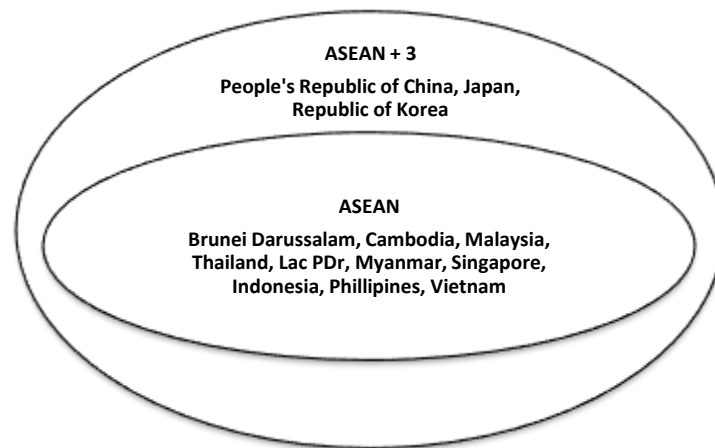 ASEAN + 3
People's Republic of China, Japan,
Republic of Korea
ASEAN
Brunei Darussalam, Cambodia, Malaysia,
Thailand, Lac PDr, Myanmar, Singapore,
Indonesia, Phillipines, Vietnam